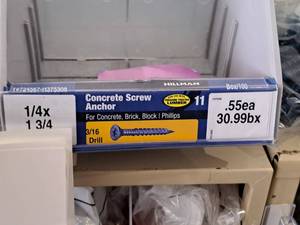 HILLMAN
Box/100
1/4x
1 3/4
Concrete Screw
Anchor
For Concrete, Brick, Block | Phillips
3/16
Drill
11
.55ea
30.99bx